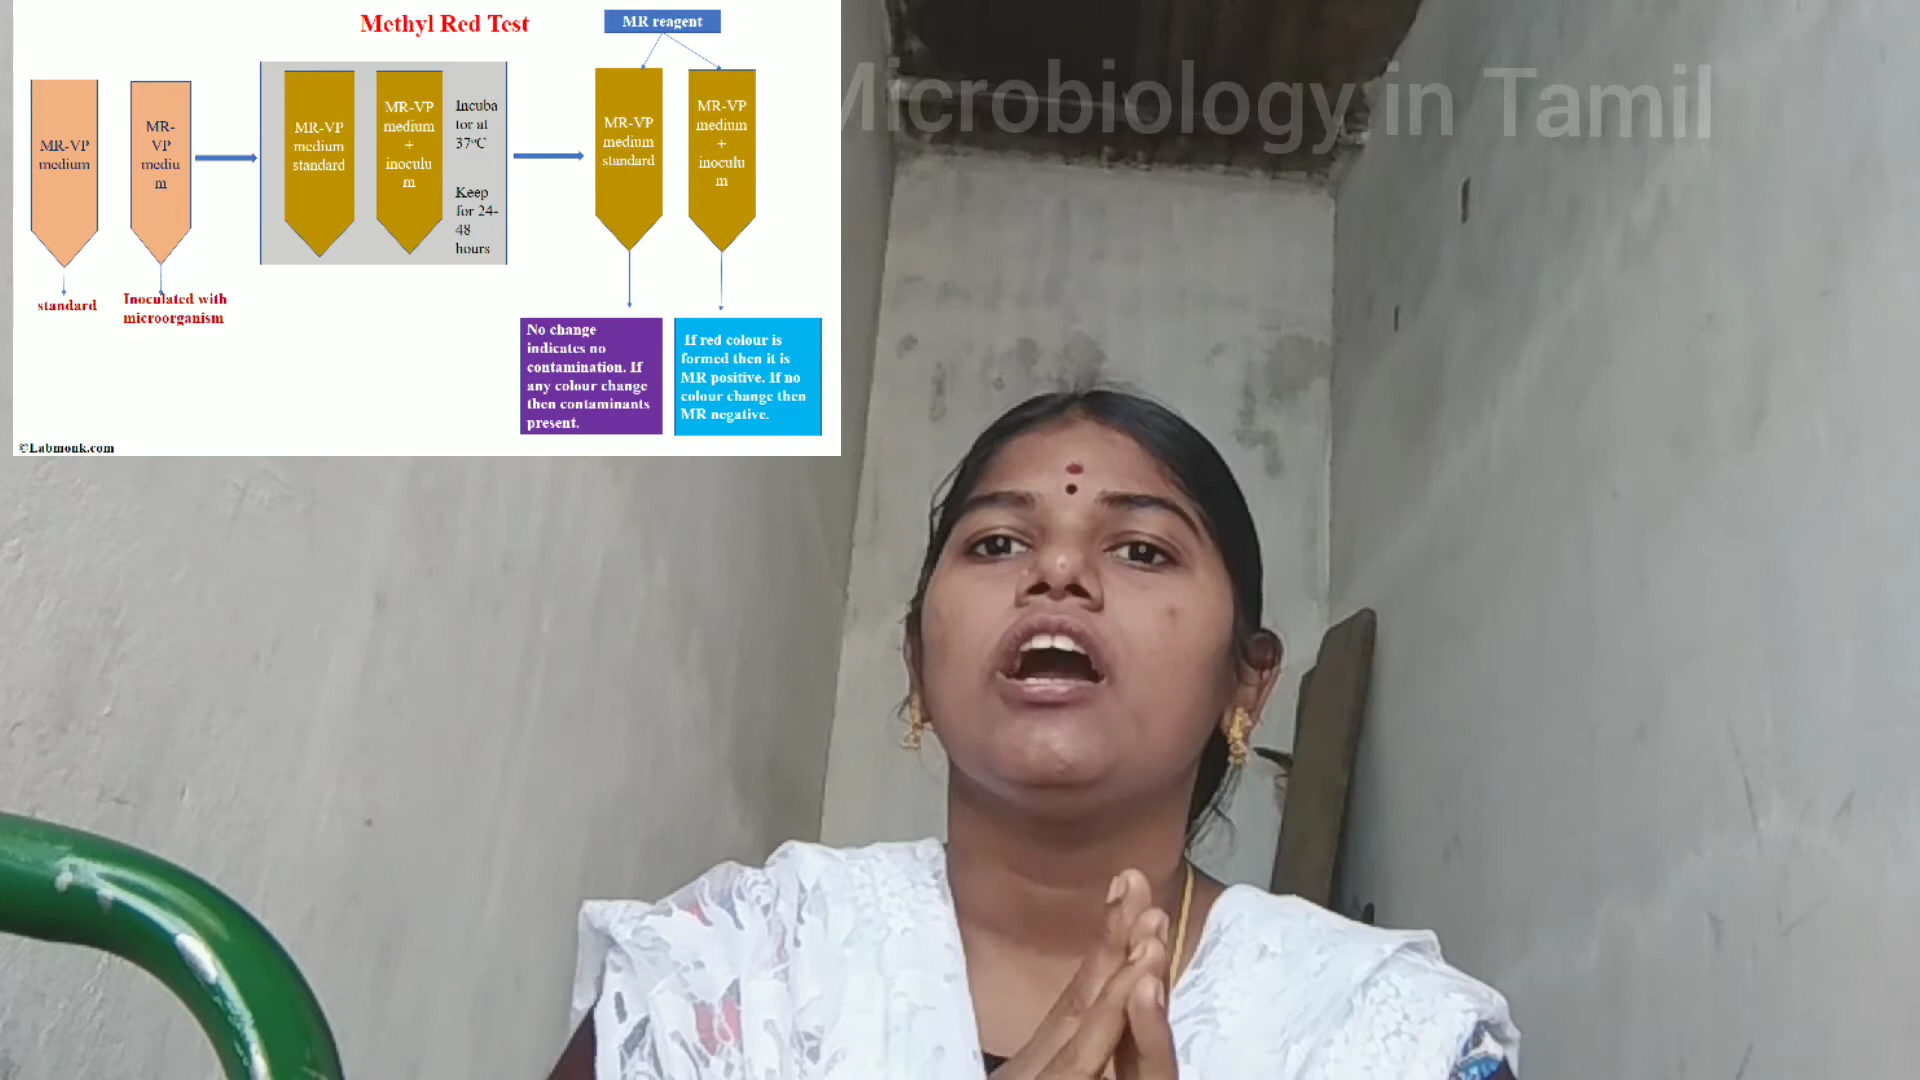 Methyl Red Test
MR reagent
MR-VP
medium
MR-
VP
mediu
m
MR-VP
medium
standard
MR-VP
medium
+
inoculu
m
Incuba
tor at
37°C
Keep
for 24-
48
hours
MR-VP
medium
standard
MR-VP
medium
+
inoculu
m
standard
Inoculated with
microorganism
No change
indicates no
contamination. If
any colour change
then contaminants
present.
If red colour is
formed then it is
MR positive. If no
colour change then
MR negative.
©Labmonk.com
Microbiology in Tamil